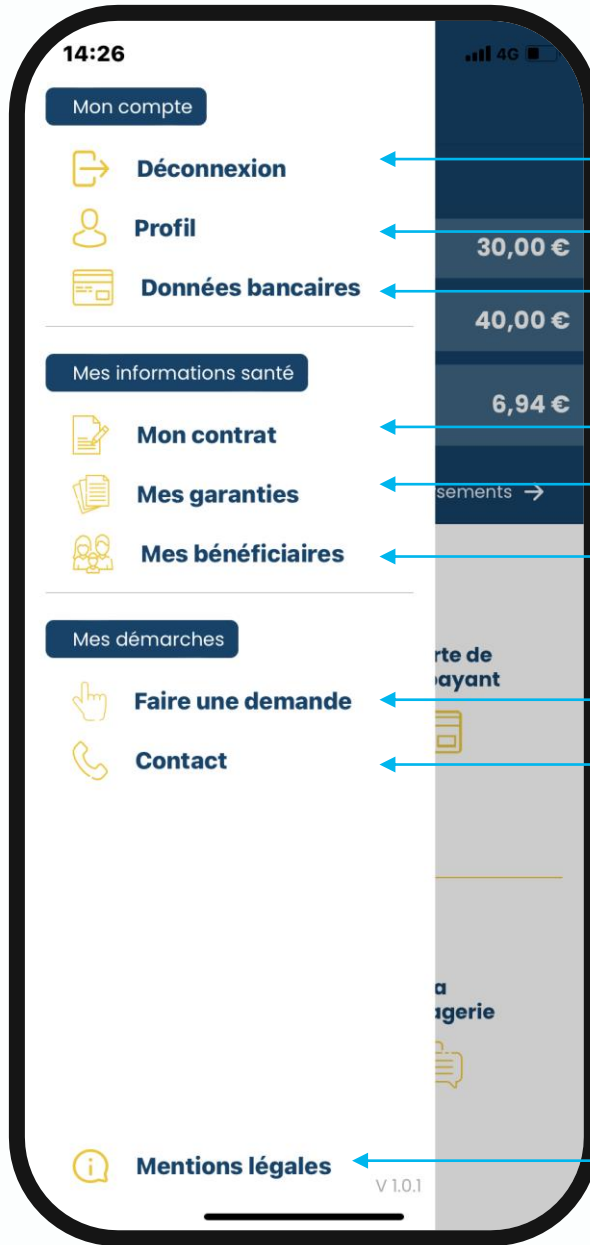 14:26
4G
Mon compte
Déconnexion
Profil
30,00 €
Données bancaires
40,00 €
Mes informations santé
6,94 €
Mon contrat
Mes garanties
sements →
Mes bénéficiaires
Mes démarches
rte de
payant
Faire une demande
Contact
a
agerie
Mentions légales
V 1.0.1